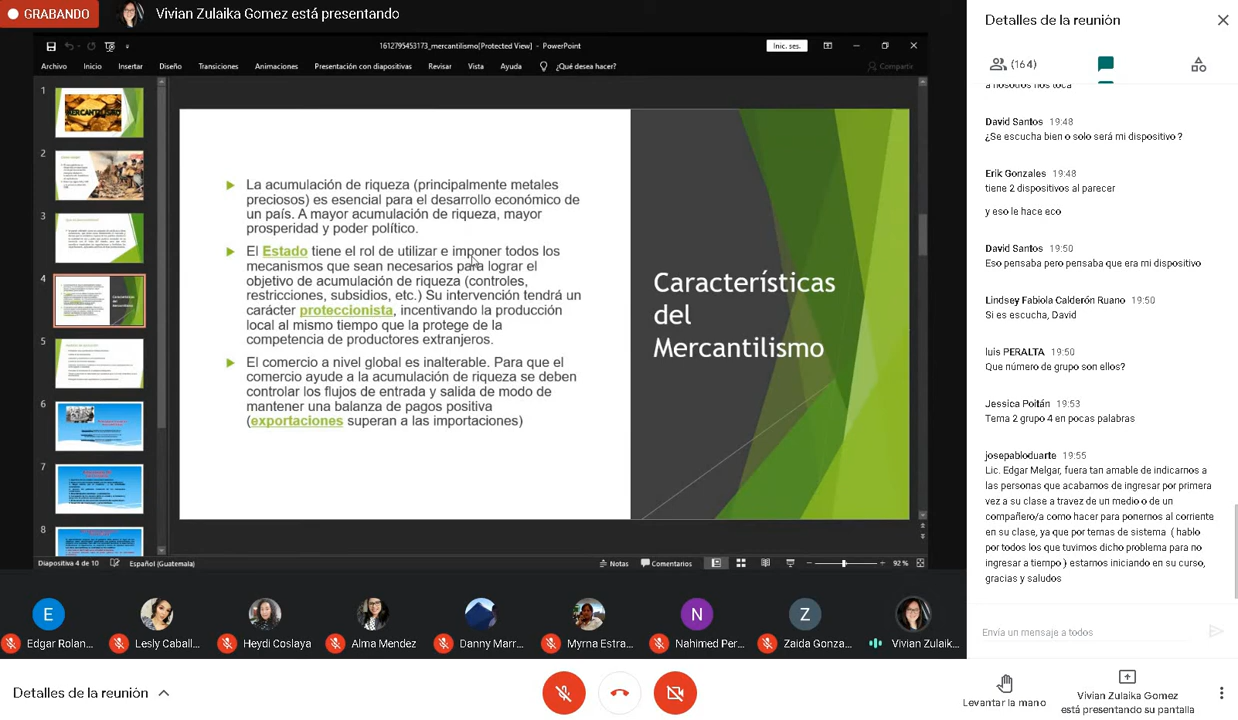 GRABANDO
Vivian Zulaika Gomez está presentando
1612795453173_mercantilismo[Protected View] - PowerPoint
Inic. ses.
Archivo Inicio Insertar Diseño Transiciones Animaciones Presentación con diapositivas Revisar Vista Ayuda ¿Qué desea hacer? Compartir
1
MERCANTILISMO
2
3
4
5
6
7
8
La acumulación de riqueza (principalmente metales
preciosos) es esencial para el desarrollo económico de
un país. A mayor acumulación de riqueza, mayor
prosperidad y poder político.
El Estado tiene el rol de utilizar e imponer todos los
mecanismos que sean necesarios para lograr el
objetivo de acumulación de riqueza (controles,
restricciones, subsidios, etc.) Su intervención tendrá un
carácter proteccionista, incentivando la producción
local al mismo tiempo que la protege de la
competencia de productores extranjeros.
El comercio a nivel global es inalterable. Para que el
comercio ayude a la acumulación de riqueza se deben
controlar los flujos de entrada y salida de modo de
mantener una balanza de pagos positiva
(exportaciones superan a las importaciones)
Características
del
Mercantilismo
Diapositiva 4 de 10 Español (Guatemala) Notas Comentarios 92 %
E
N
Z
Edgar Rolan... Lesly Caball... Heydi Coslaya Alma Mendez Danny Marr... Myrna Estra... Nahimed Per... Zaida Gonza... Vivian Zulaik...
Detalles de la reunión
Levantar la mano
Vivian Zulaika Gomez
está presentando su pantalla
Detalles de la reunión
(164)
a nosotros nos toca
David Santos 19:48
¿Se escucha bien o solo será mi dispositivo ?
Erik Gonzales 19:48
tiene 2 dispositivos al parecer
y eso le hace eco
David Santos 19:50
Eso pensaba pero pensaba que era mi dispositivo
Lindsey Fabiola Calderón Ruano 19:50
Si es escucha, David
luis PERALTA 19:50
Que número de grupo son ellos?
Jessica Poitán 19:53
Tema 2 grupo 4 en pocas palabras
josepabloduarte 19:55
Lic. Edgar Melgar, fuera tan amable de indicarnos a
las personas que acabamos de ingresar por primera
vez a su clase a travez de un medio o de un
compañero/a como hacer para ponernos al corriente
en su clase, ya que por temas de sistema ( hablo
por todos los que tuvimos dicho problema para no
ingresar a tiempo ) estamos iniciando en su curso,
gracias y saludos
Envía un mensaje a todos